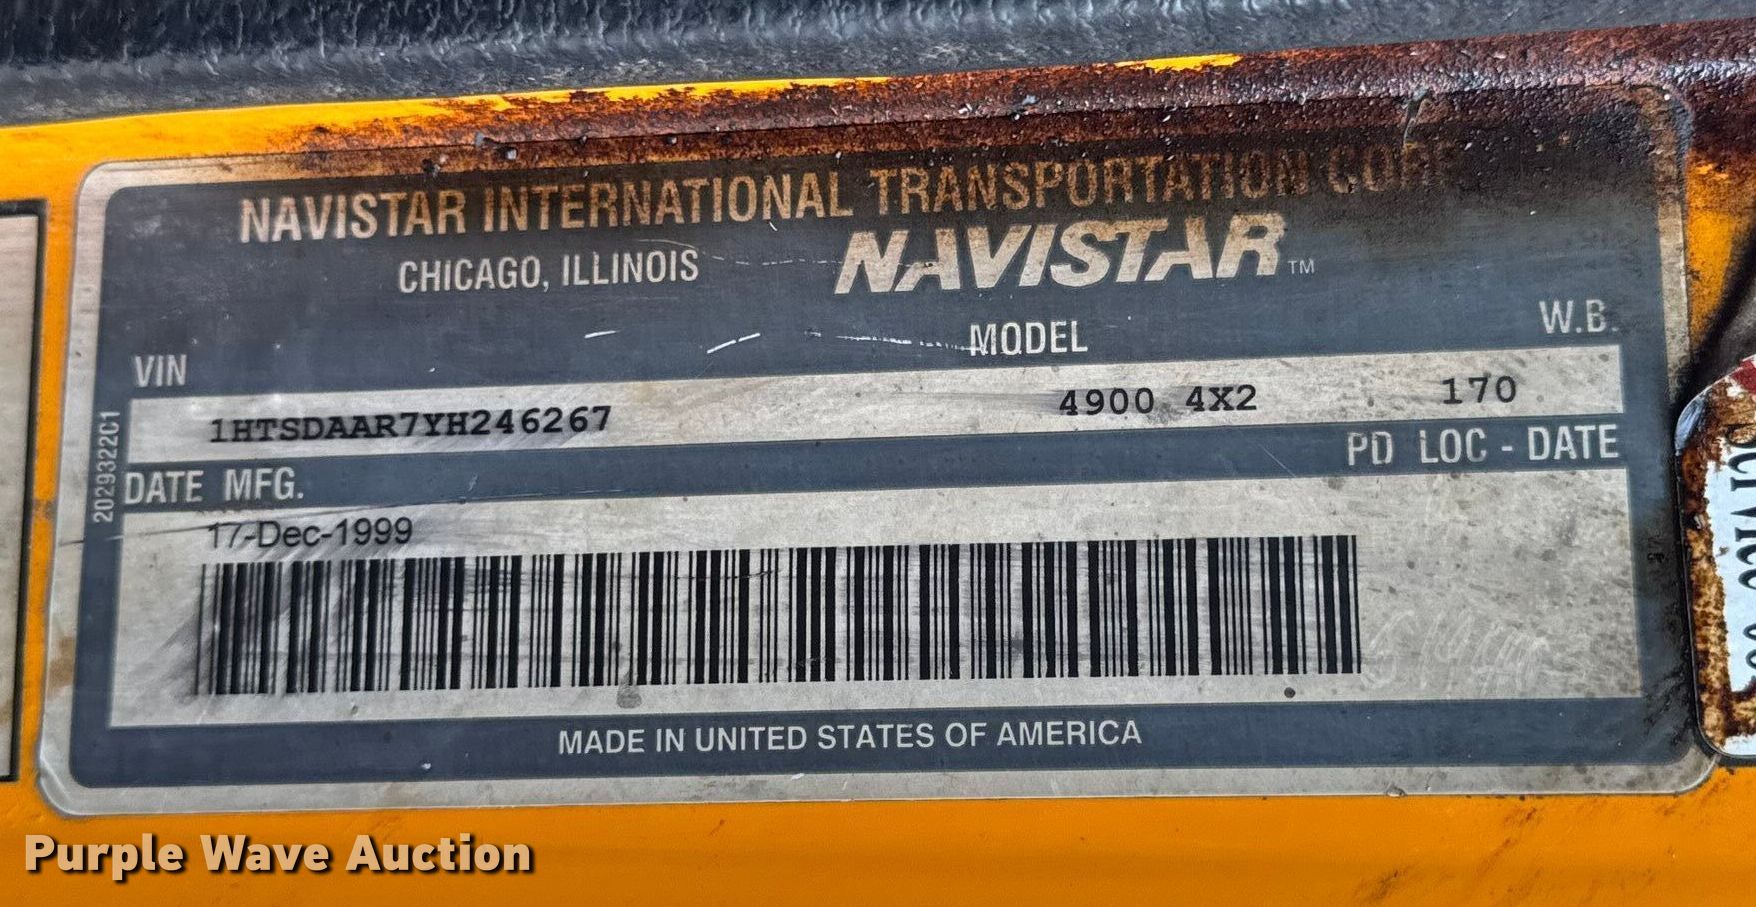 NAVISTAR INTERNATIONAL TRANSPORTATION CORP
CHICAGO, ILLINOIS NAVISTAR™
VIN MODEL W.B.
1HTSDAAR7YH246267 4900 4X2 170
2029322C1
DATE MFG. PD LOC - DATE
17-Dec-1999
MADE IN UNITED STATES OF AMERICA
Purple Wave Auction